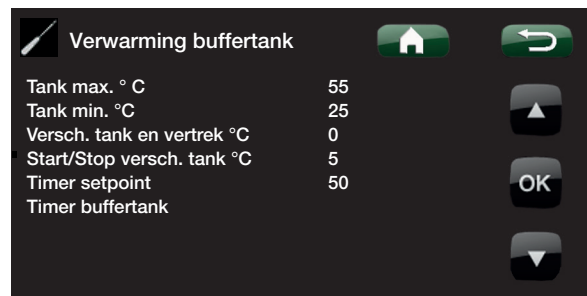 Verwarming buffertank
Tank max. ° C 55
Tank min. °C 25
Versch. tank en vertrek °C 0
Start/Stop versch. tank °C 5
Timer setpoint 50
Timer buffertank
OK